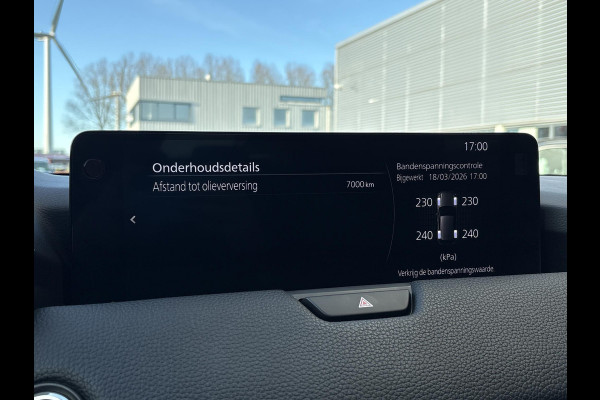 17:00
Onderhoudsdetails
Afstand tot olieverversing 7000 km
Bandenspanningscontrole
Bijgewerkt 18/03/2026 17:00
230 230
240 240
(kPa)
Verkrijg de bandenspanningswaarde.